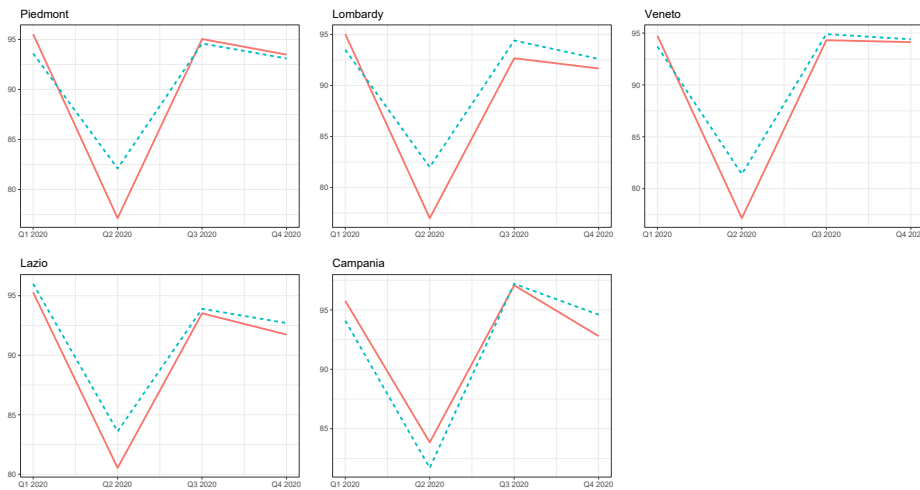 Piedmont
95
90
85
80
Q1 2020
Q2 2020
Q3 2020
Q4 2020
Lombardy
95
90
85
80
Q1 2020
Q2 2020
Q3 2020
Q4 2020
Veneto
95
90
85
80
Q1 2020
Q2 2020
Q3 2020
Q4 202
Lazio
95
90
85
80
Q1 2020
Q2 2020
Q3 2020
Q4 2020
Campania
95
90
85
Q1 2020
Q2 2020
Q3 2020
Q4 2020